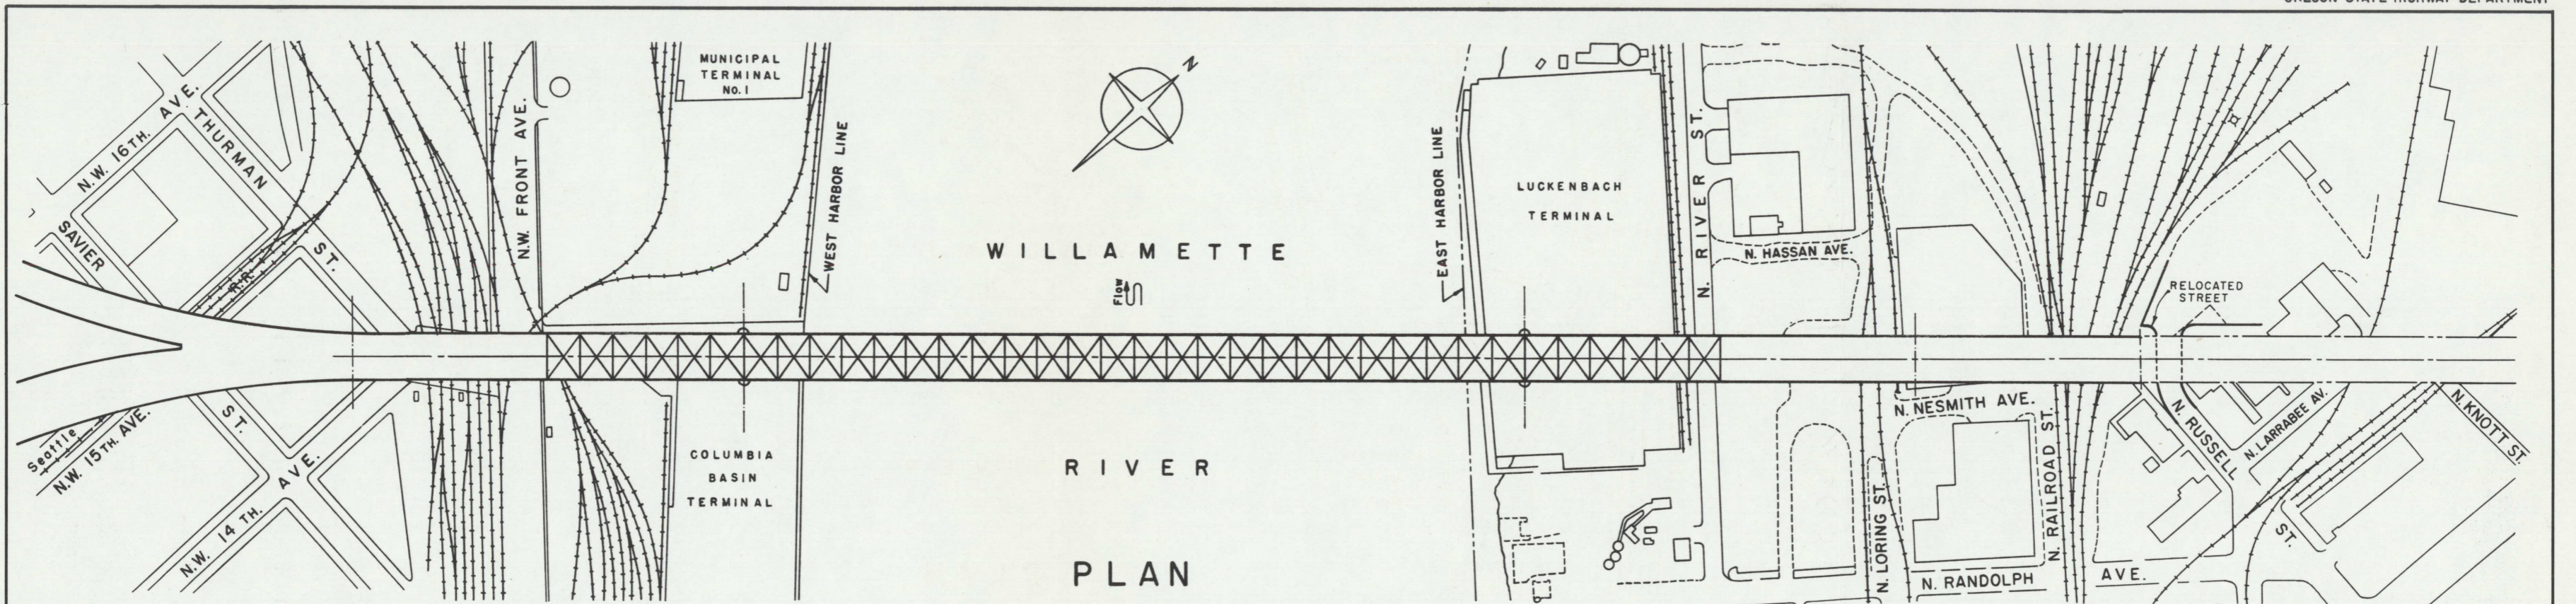 OREGON STATE HIGHWAY DEPARTMENT
MUNICIPAL
TERMINAL
NO. 1
N
N.W. 16TH. AVE.
THURMAN
ST.
SAVIER
ST.
R.R.
N.W. FRONT AVE.
WEST HARBOR LINE
WILLAMETTE
Flow
EAST HARBOR LINE
LUCKENBACH
TERMINAL
N. RIVER ST.
N. HASSAN AVE.
RELOCATED
STREET
Seattle
N.W. 15TH. AVE.
N.W. 14 TH. AVE.
COLUMBIA
BASIN
TERMINAL
RIVER
PLAN
N. NESMITH AVE.
N. LORING ST.
N. RAILROAD ST.
N. RANDOLPH AVE.
N. RUSSELL
ST.
N. LARRABEE AV.
N. KNOTT ST.